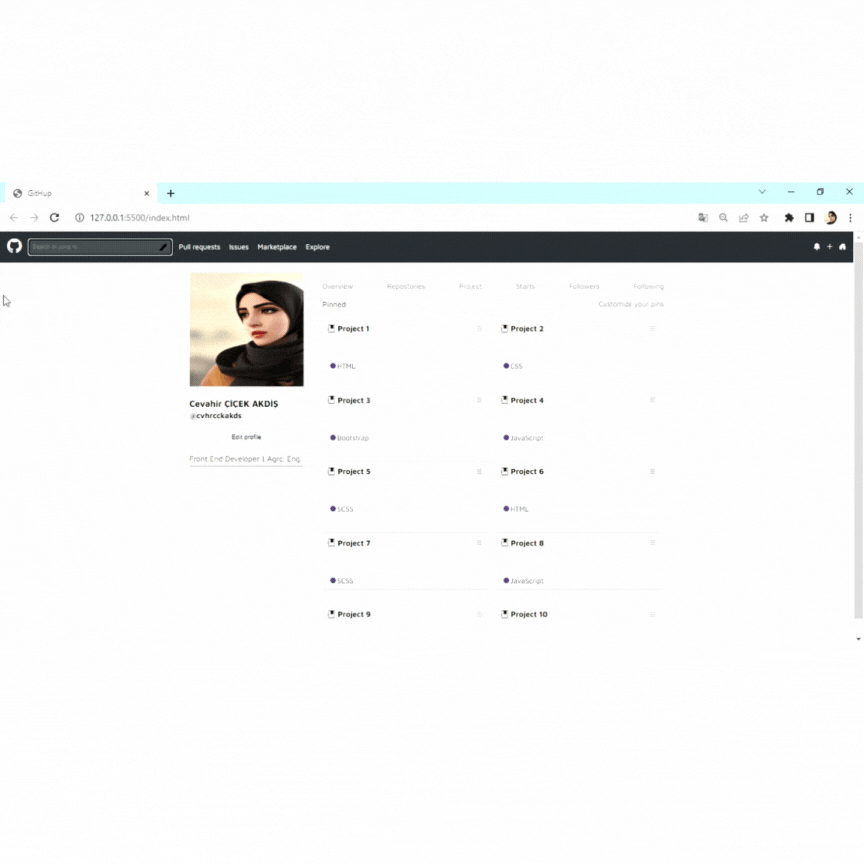 GitHup
127.0.0.1:5500/index.html
Search or jump to...
Pull requests Issues Marketplace Explore
Overview Repositories Project Starts Followers Following
Pinned Customize your pins
Project 1 Project 2
HTML CSS
Cevahir ÇİÇEK AKDİŞ
@cvhrcckakds
Edit profile
Front End Developer | Agrc. Eng.
Project 3 Project 4
Bootstrap JavaScript
Project 5 Project 6
SCSS HTML
Project 7 Project 8
SCSS JavaScript
Project 9 Project 10